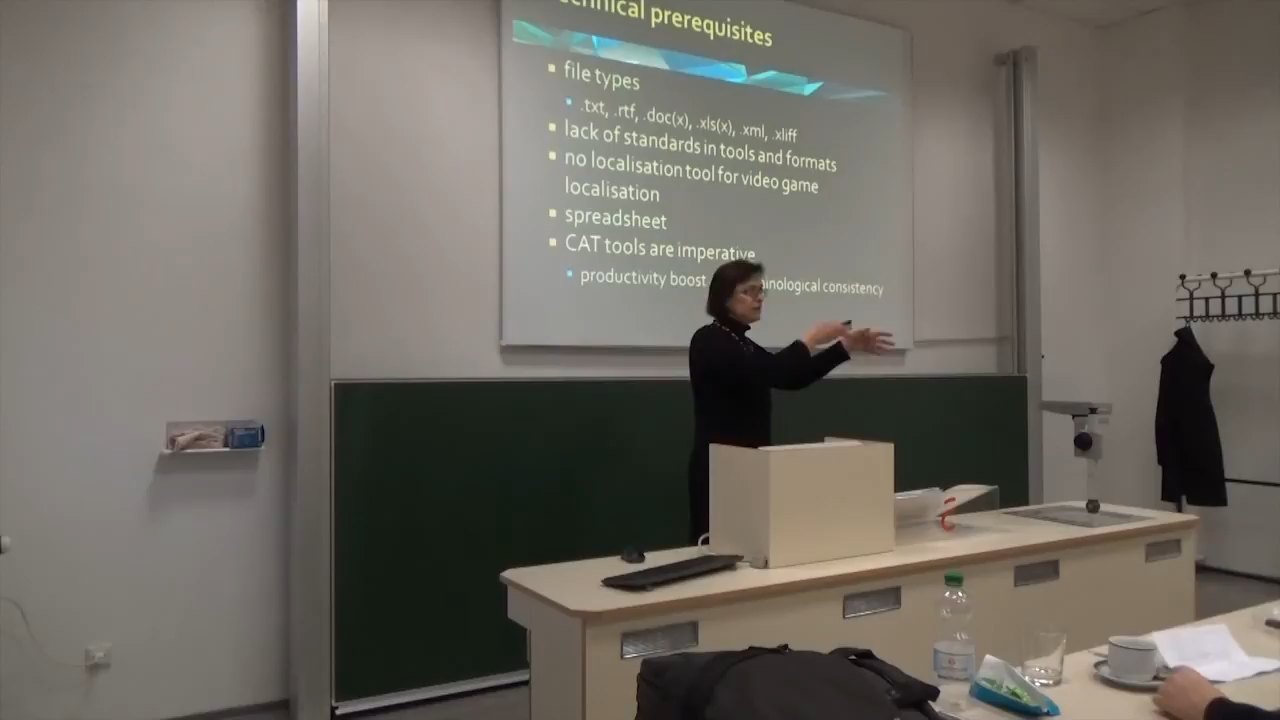 technical prerequisites
file types
.txt, .rtf, .doc(x), .xls(x), .xml, .xliff
lack of standards in tools and formats
no localisation tool for video game
localisation
spreadsheet
CAT tools are imperative
productivity boost inological consistency